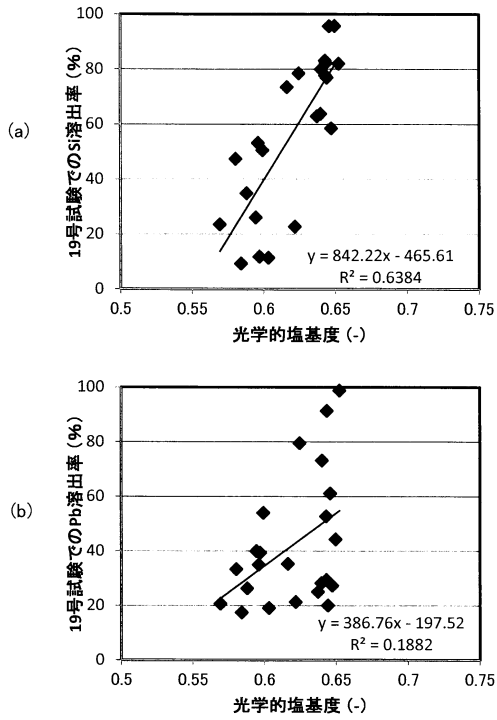 (a)
19号試験でのSi溶出率(%)
100
80
60
40
20
0
y = 842.22x - 465.61
R² = 0.6384
0.5 0.55 0.6 0.65 0.7 0.75
光学的塩基度(-)
(b)
19号試験でのPb溶出率(%)
100
80
60
40
20
0
y = 386.76x - 197.52
R² = 0.1882
0.5 0.55 0.6 0.65 0.7 0.75
光学的塩基度(-)